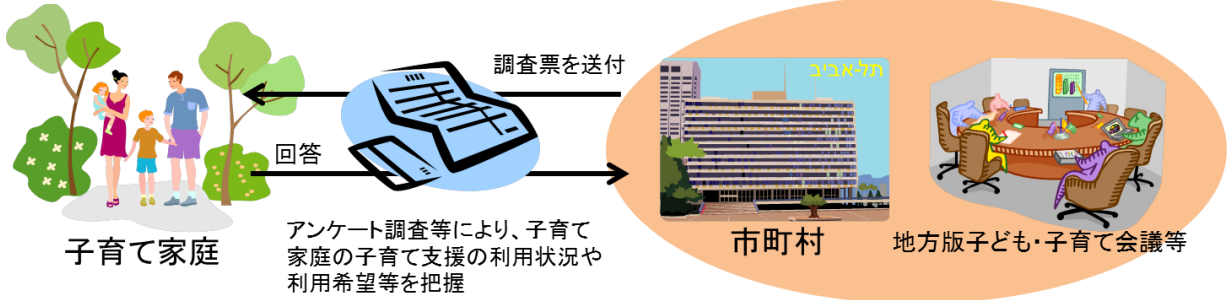 調査票を送付
回答
アンケート調査等により、子育て
家庭の子育て支援の利用状況や
利用希望等を把握
子育て家庭
תל-אביב
市町村
地方版子ども・子育て会議等